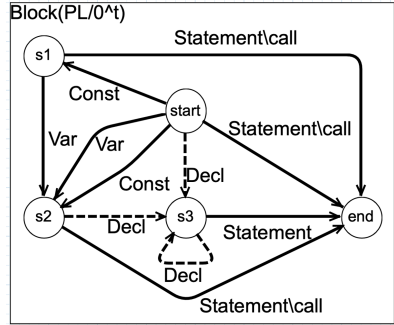 Block(PL/0^t)
Statement\call
s1
Const
start
Statement\call
Var
Var
Decl
Const
s2
s3
end
Decl
Statement
Decl
Statement\call